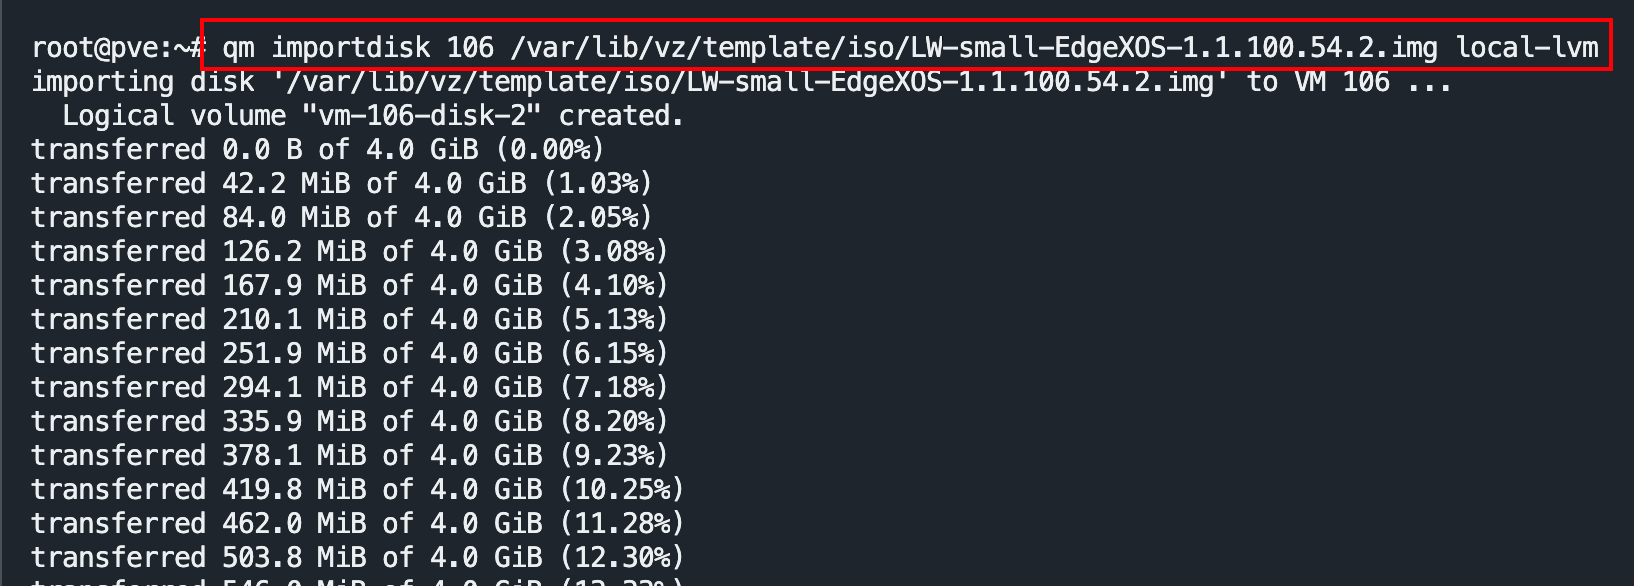 root@pve:~# qm importdisk 106 /var/lib/vz/template/iso/LW-small-EdgeXOS-1.1.100.54.2.img local-lvm
importing disk '/var/lib/vz/template/iso/LW-small-EdgeXOS-1.1.100.54.2.img' to VM 106 ...
  Logical volume "vm-106-disk-2" created.
transferred 0.0 B of 4.0 GiB (0.00%)
transferred 42.2 MiB of 4.0 GiB (1.03%)
transferred 84.0 MiB of 4.0 GiB (2.05%)
transferred 126.2 MiB of 4.0 GiB (3.08%)
transferred 167.9 MiB of 4.0 GiB (4.10%)
transferred 210.1 MiB of 4.0 GiB (5.13%)
transferred 251.9 MiB of 4.0 GiB (6.15%)
transferred 294.1 MiB of 4.0 GiB (7.18%)
transferred 335.9 MiB of 4.0 GiB (8.20%)
transferred 378.1 MiB of 4.0 GiB (9.23%)
transferred 419.8 MiB of 4.0 GiB (10.25%)
transferred 462.0 MiB of 4.0 GiB (11.28%)
transferred 503.8 MiB of 4.0 GiB (12.30%)